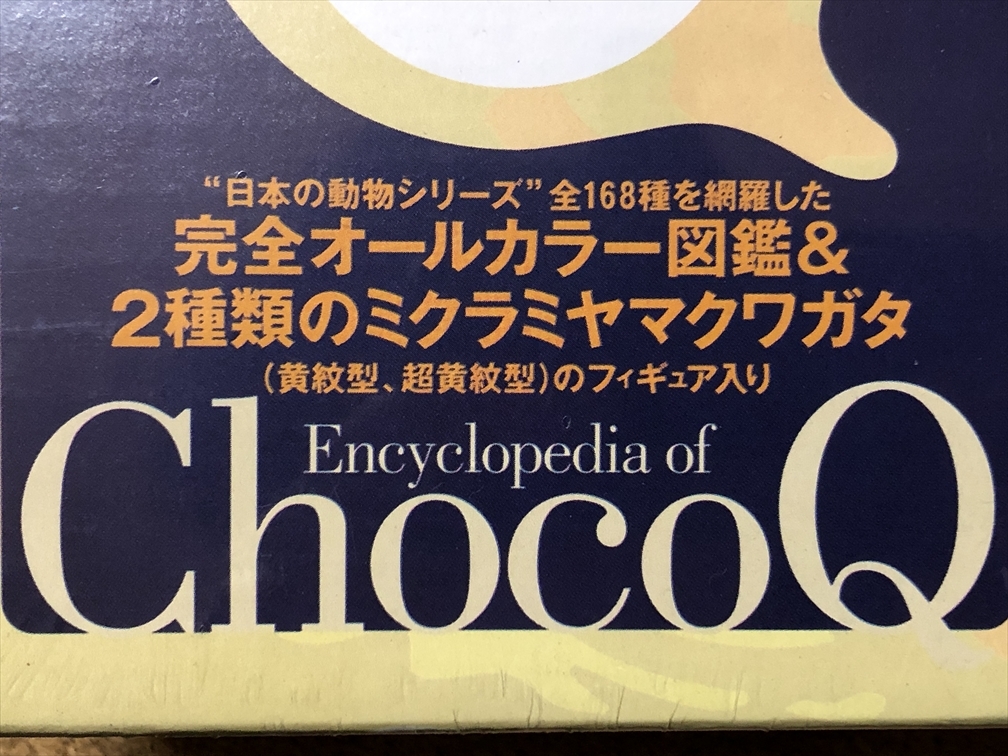 “日本の動物シリーズ”全168種を網羅した
完全オールカラー図鑑&
2種類のミクラミヤマクワガタ
(黄紋型、超黄紋型)のフィギュア入り
Encyclopedia of
ChocoQ